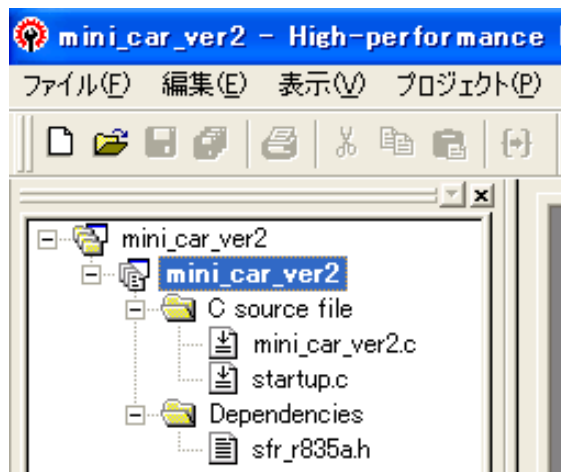 mini_car_ver2 - High-performance
ファイル(F) 編集(E) 表示(V) プロジェクト(P)
mini_car_ver2
mini_car_ver2
C source file
mini_car_ver2.c
startup.c
Dependencies
sfr_r835a.h